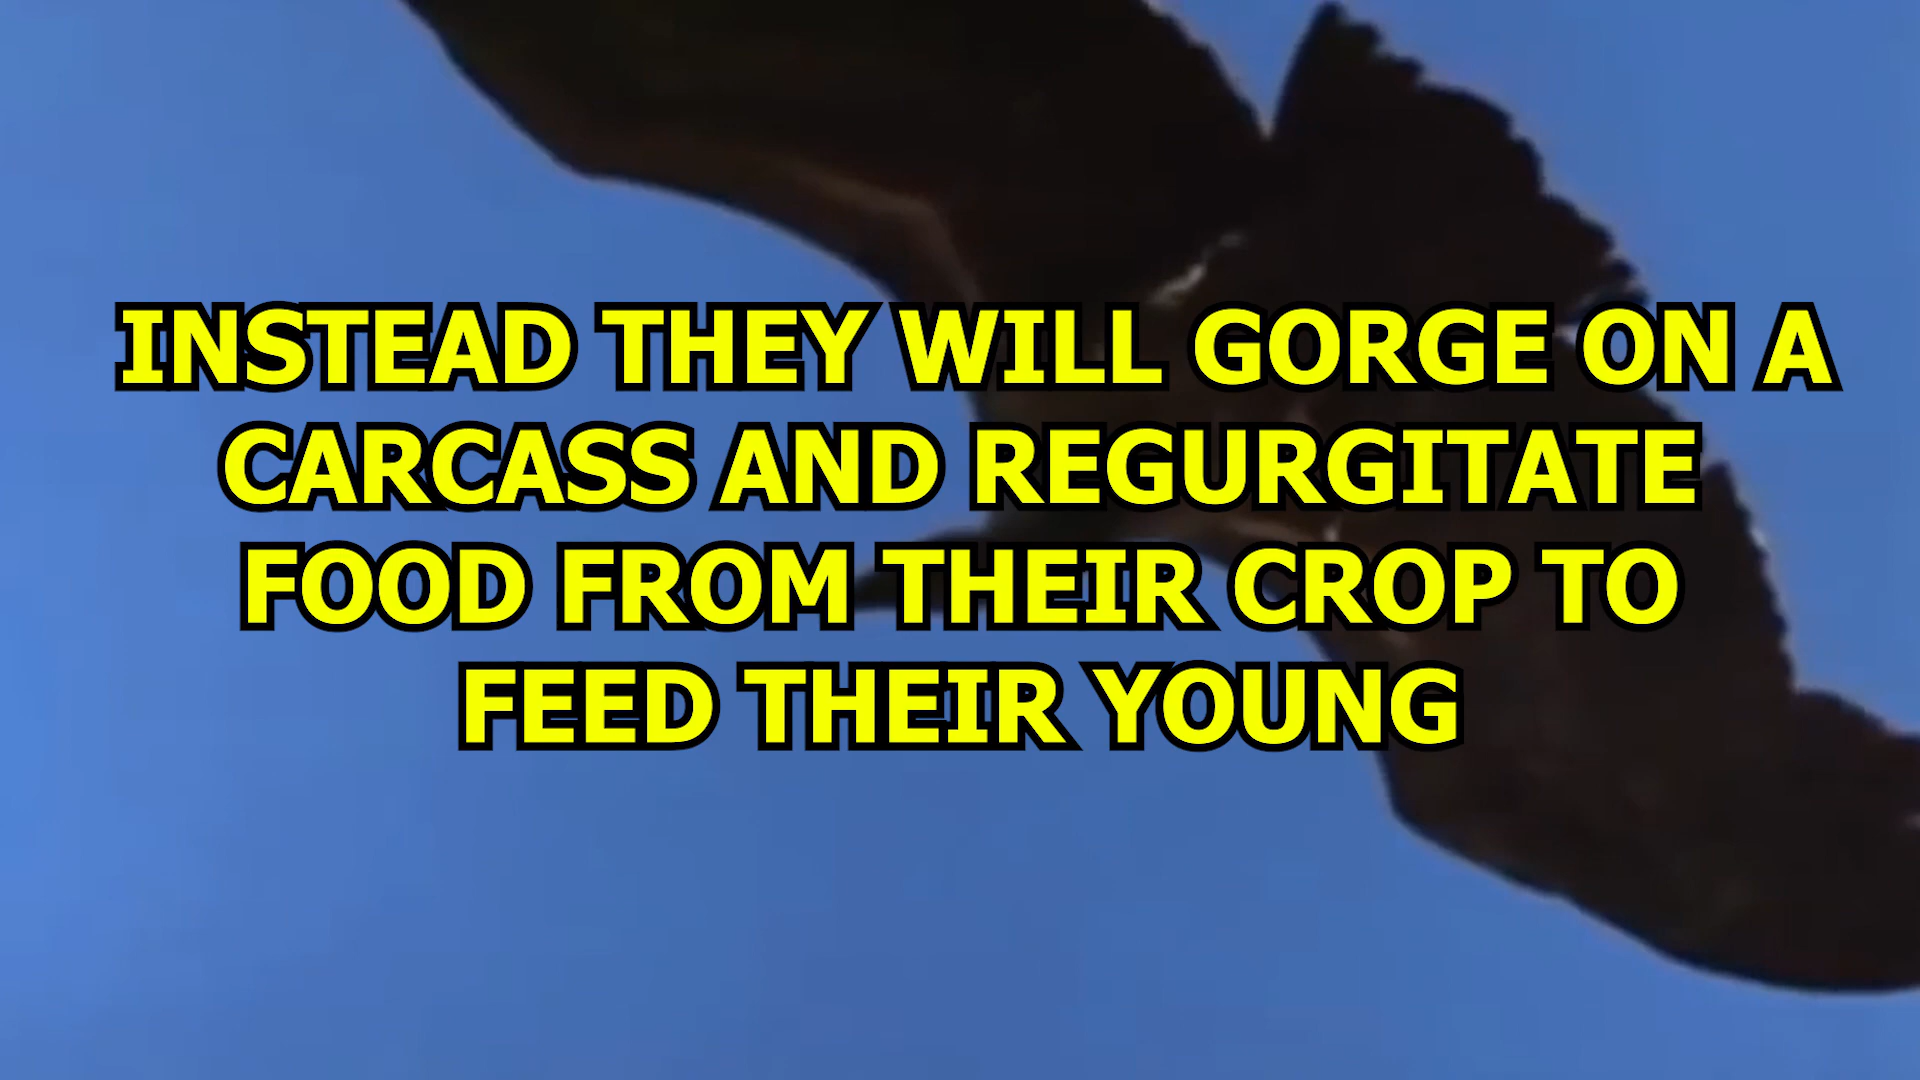 INSTEAD THEY WILL GORGE ON A
CARCASS AND REGURGITATE
FOOD FROM THEIR CROP TO
FEED THEIR YOUNG